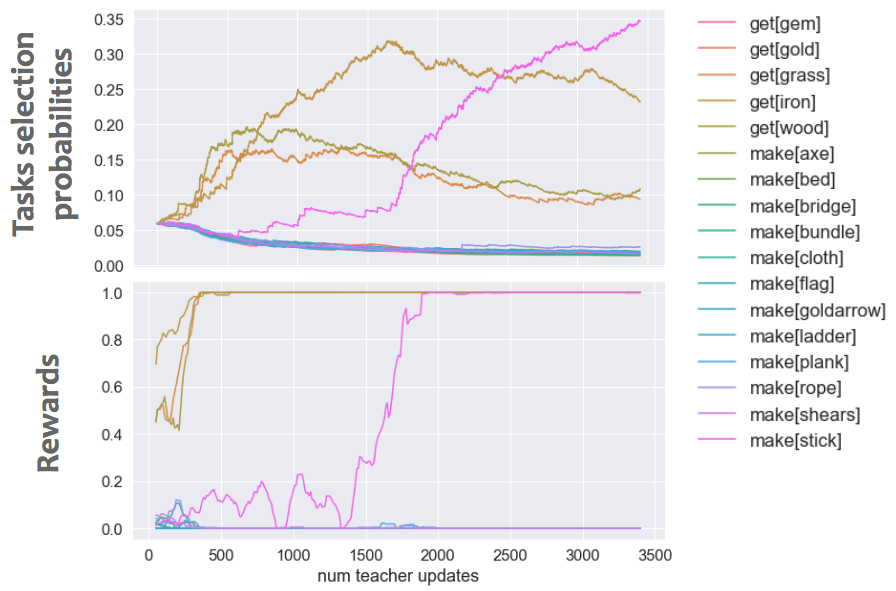 Tasks selection
probabilities
0.35
0.30
0.25
0.20
0.15
0.10
0.05
0.00
Rewards
1.0
0.8
0.6
0.4
0.2
0.0
0
500
1000
1500
2000
2500
3000
3500
num teacher updates
get[gem]
get[gold]
get[grass]
get[iron]
get[wood]
make[axe]
make[bed]
make[bridge]
make[bundle]
make[cloth]
make[flag]
make[goldarrow]
make[ladder]
make[plank]
make[rope]
make[shears]
make[stick]